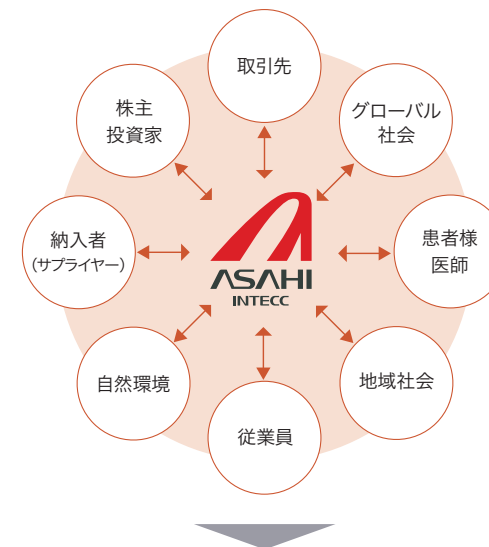 取引先
グローバル
社会
患者様
医師
地域社会
従業員
自然環境
納入者
(サプライヤー)
株主
投資家
ASAHI
INTECC